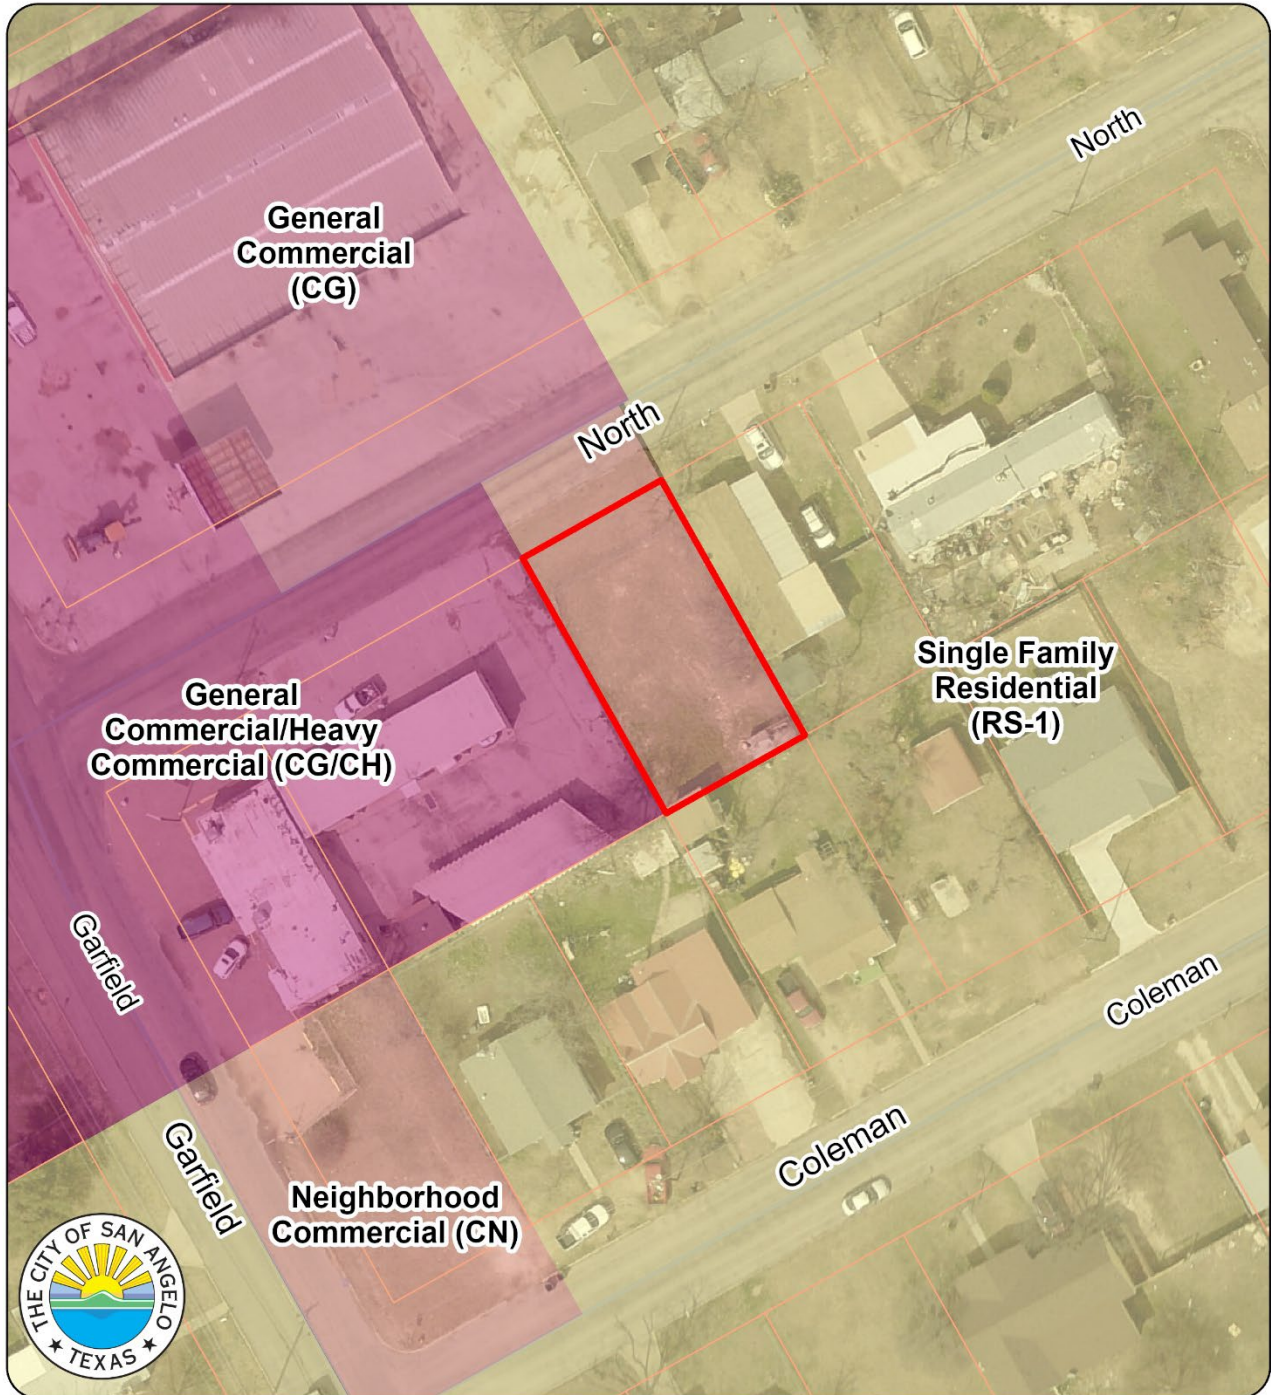 North
General
Commercial
(CG)
North
Single Family
Residential
(RS-1)
General
Commercial/Heavy
Commercial (CG/CH)
Garfield
Coleman
Garfield
Coleman
Neighborhood
Commercial (CN)
THE CITY OF SAN ANGELO
★ TEXAS ★